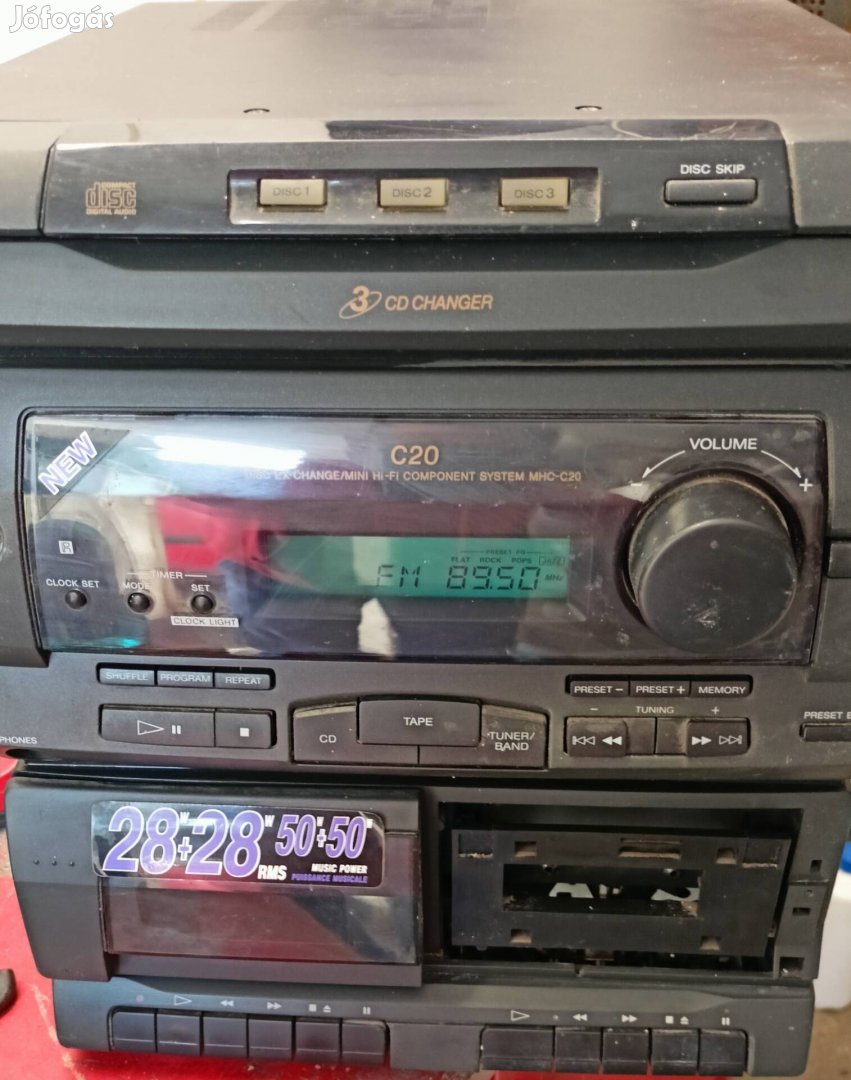 Jófogás
COMPACT
disc
DIGITAL AUDIO
DISC 1
DISC 2
DISC 3
DISC SKIP
3 CD CHANGER
NEW
C20
DISC EX-CHANGE/MINI Hi-Fi COMPONENT SYSTEM MHC-C20
VOLUME
- +
R
PRESET EQ
FLAT ROCK POPS JAZZ
FM 89.50 MHz
CLOCK SET
TIMER
MODE SET
CLOCK LIGHT
SHUFFLE PROGRAM REPEAT
PRESET - PRESET + MEMORY
- TUNING +
CD
TAPE
TUNER/
BAND
PRESET E
PHONES
28W+28W RMS
50W+50W
MUSIC POWER
PUISSANCE MUSICALE